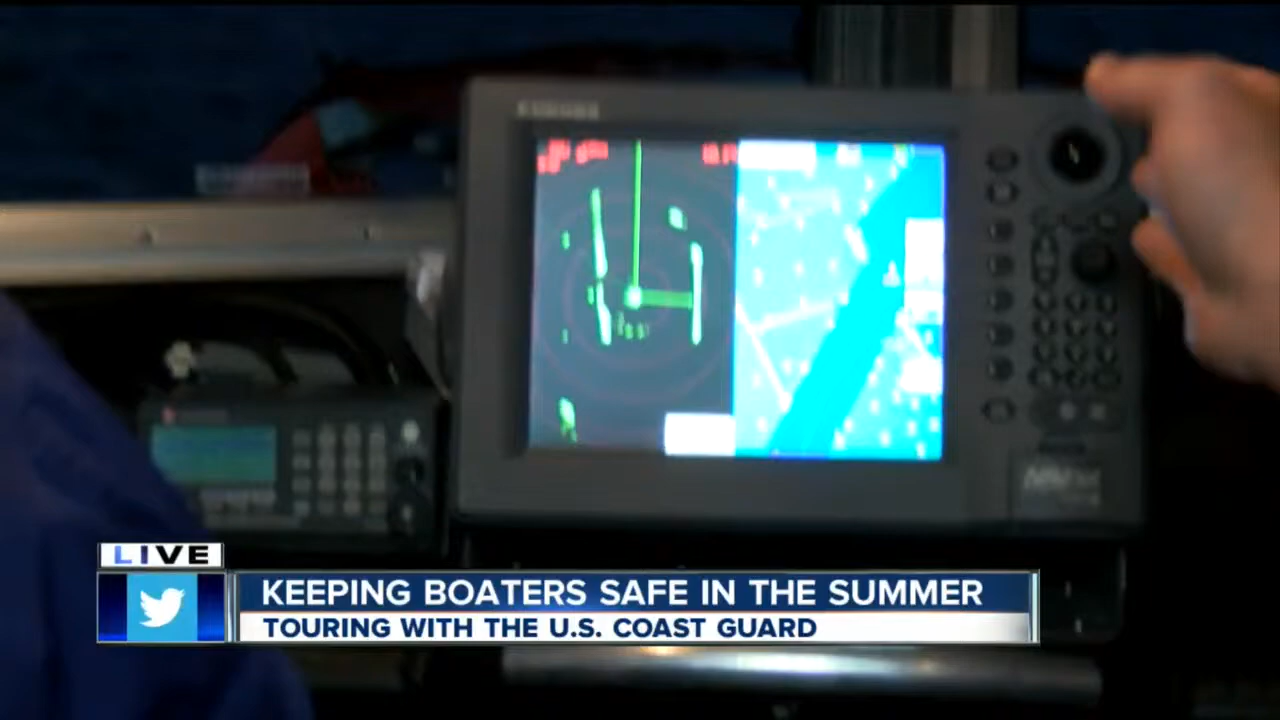 LIVE
KEEPING BOATERS SAFE IN THE SUMMER
TOURING WITH THE U.S. COAST GUARD